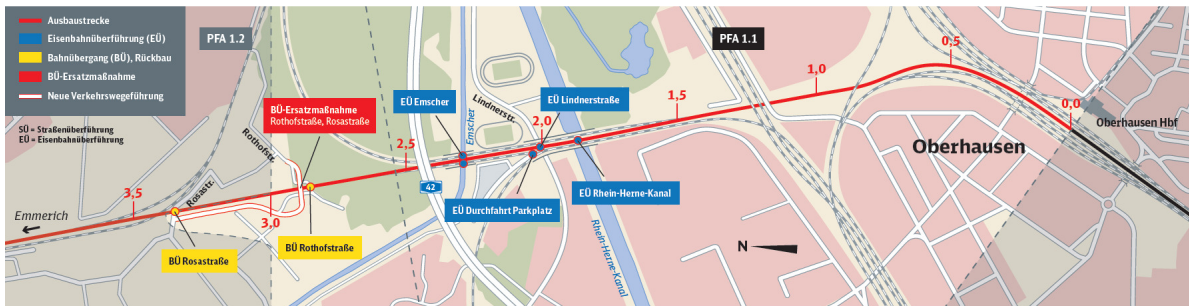 Ausbaustrecke
Eisenbahnüberführung (EÜ)
Bahnübergang (BÜ), Rückbau
BÜ-Ersatzmaßnahme
Neue Verkehrswegeführung
SÜ = Straßenüberführung
EÜ = Eisenbahnüberführung
PFA 1.2
PFA 1.1
BÜ-Ersatzmaßnahme
Rothofstraße, Rosastraße
EÜ Emscher
EÜ Lindnerstraße
Lindnerstr.
Emscher
Rothofstr.
Rosastr.
0,5
1,0
1,5
2,0
2,5
3,0
3,5
0,0
Oberhausen Hbf
Oberhausen
42
EÜ Rhein-Herne-Kanal
EÜ Durchfahrt Parkplatz
Rhein-Herne-Kanal
Emmerich
BÜ Rothofstraße
BÜ Rosastraße
N